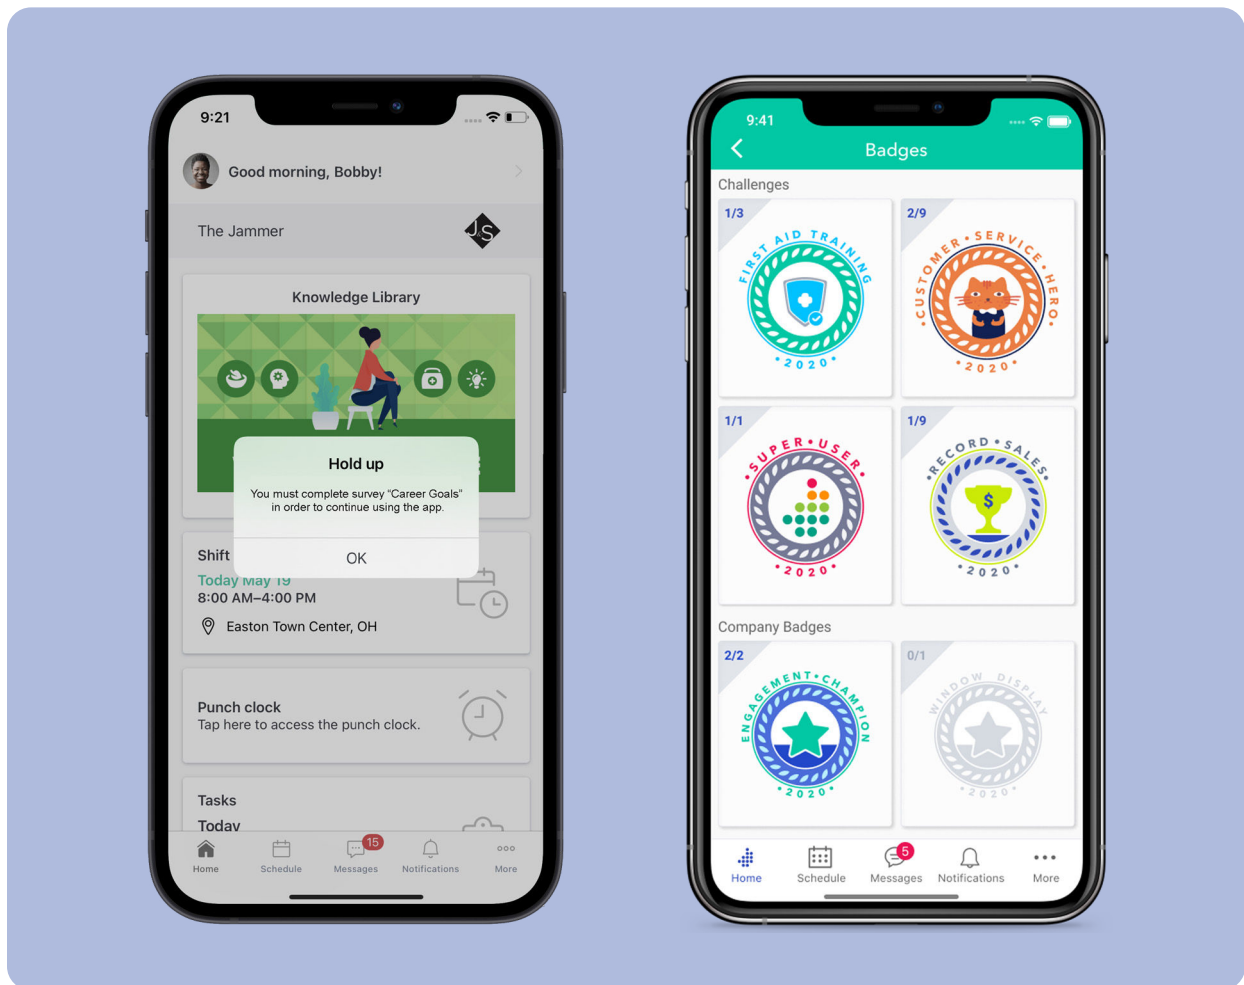 9:21
Good morning, Bobby!
The Jammer
J&S
Knowledge Library
Hold up
You must complete survey "Career Goals"
in order to continue using the app.
OK
Shift
Today May 19
8:00 AM–4:00 PM
Easton Town Center, OH
Punch clock
Tap here to access the punch clock.
Tasks
Today
15
Home
Schedule
Messages
Notifications
More
9:41
Badges
Challenges
1/3
FIRST AID TRAINING
• 2020 •
2/9
• CUSTOMER • SERVICE • HERO •
• 2020 •
1/1
• SUPER • USER •
• 2020 •
1/9
• RECORD • SALES •
$
• 2020 •
Company Badges
2/2
ENGAGEMENT • CHAMPION
• 2020 •
0/1
WINDOW DISPLAY
• 2020 •
5
Home
Schedule
Messages
Notifications
More